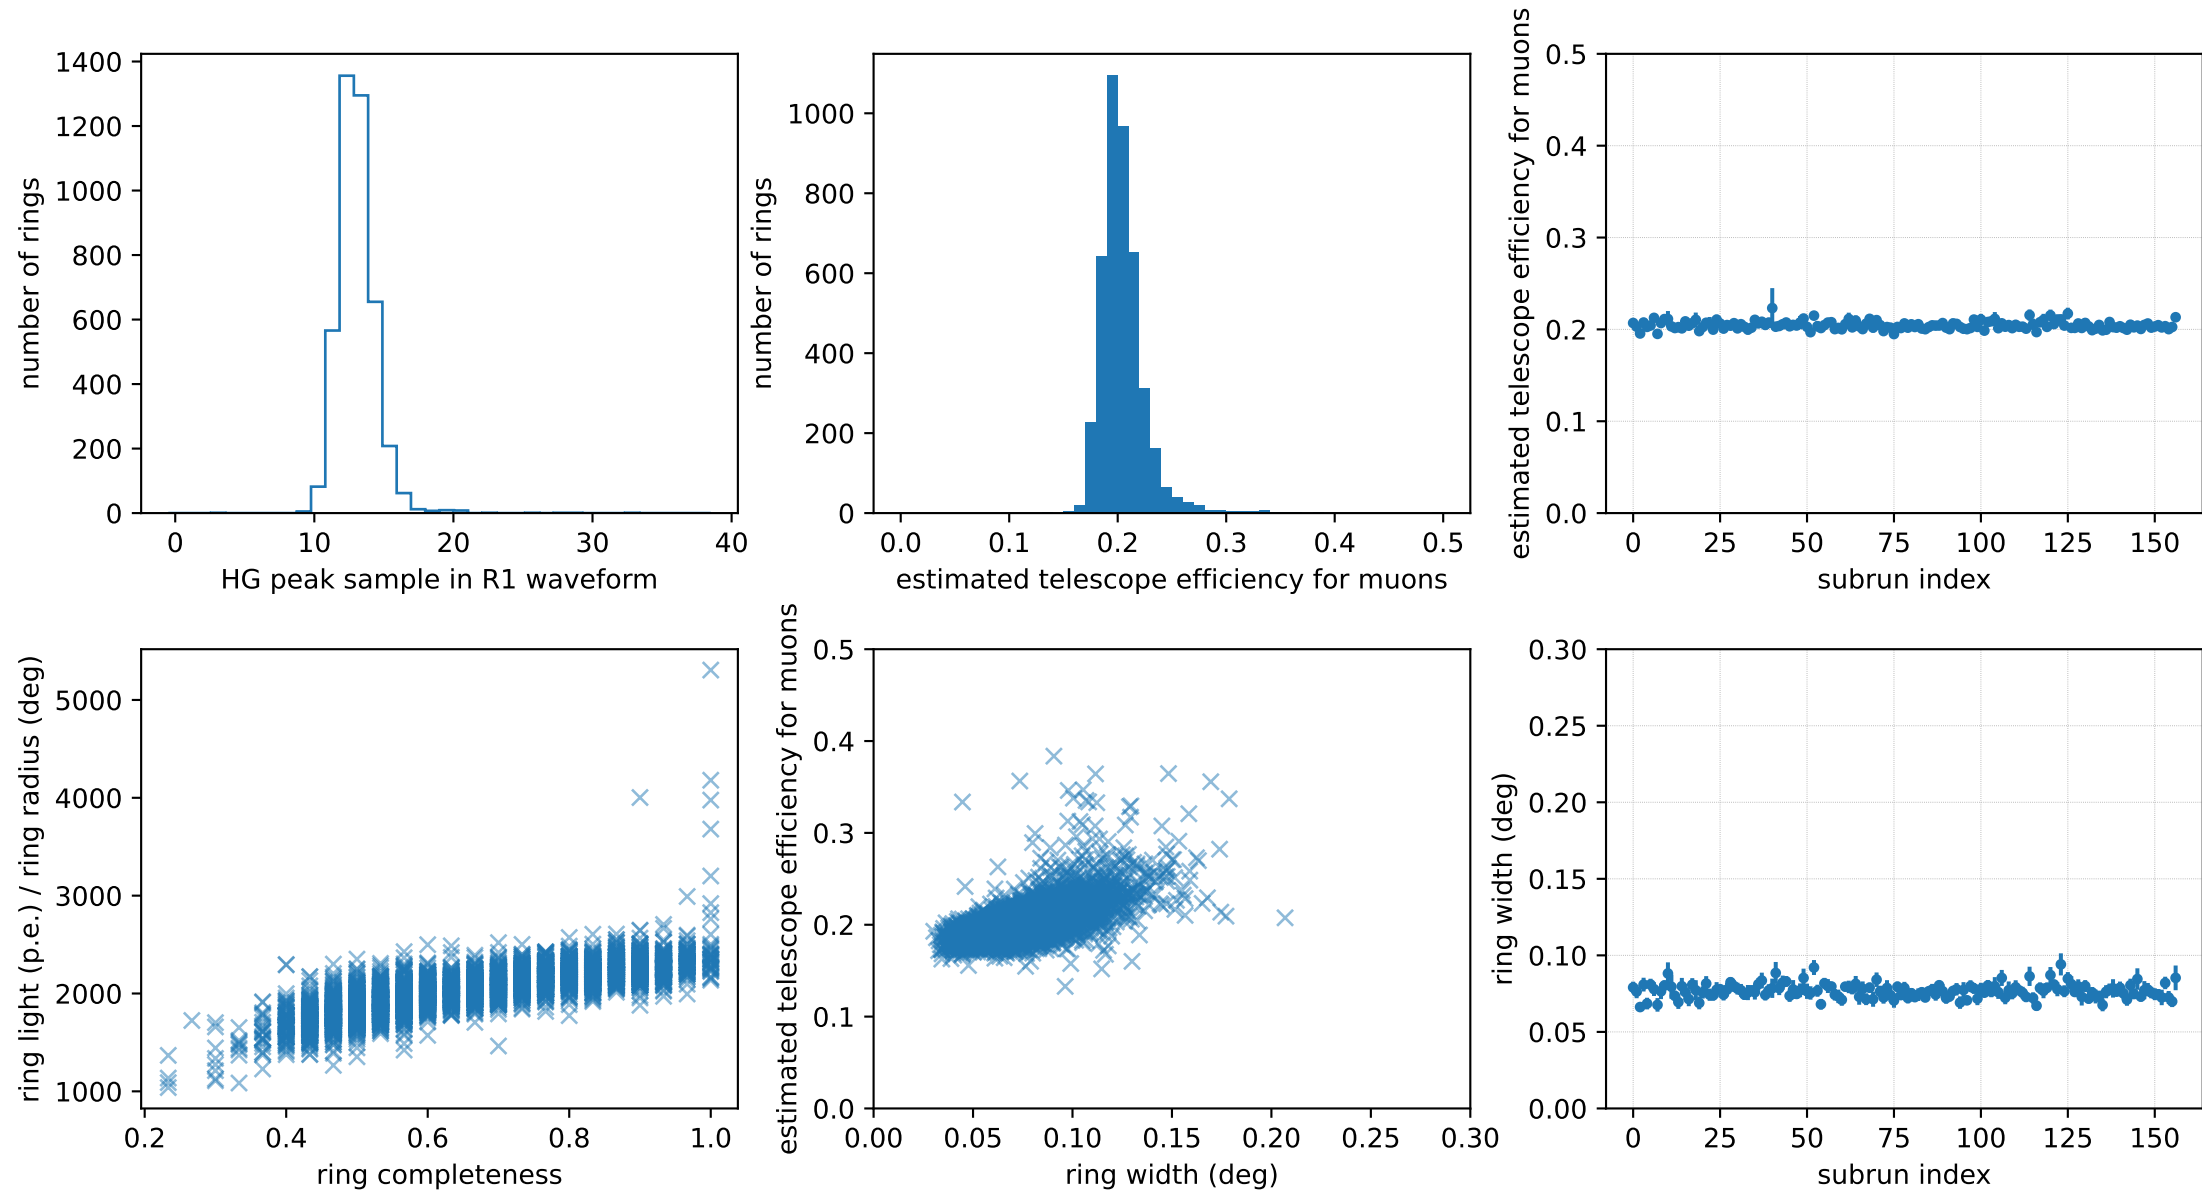 number of rings
1400
1200
1000
800
600
400
200
0
0 10 20 30 40
HG peak sample in R1 waveform
number of rings
1000
800
600
400
200
0
0.0 0.1 0.2 0.3 0.4 0.5
estimated telescope efficiency for muons
estimated telescope efficiency for muons
0.5
0.4
0.3
0.2
0.1
0.0
0 25 50 75 100 125 150
subrun index
ring light (p.e.) / ring radius (deg)
5000
4000
3000
2000
1000
0.2 0.4 0.6 0.8 1.0
ring completeness
estimated telescope efficiency for muons
0.5
0.4
0.3
0.2
0.1
0.0
0.00 0.05 0.10 0.15 0.20 0.25 0.30
ring width (deg)
ring width (deg)
0.30
0.25
0.20
0.15
0.10
0.05
0.00
0 25 50 75 100 125 150
subrun index